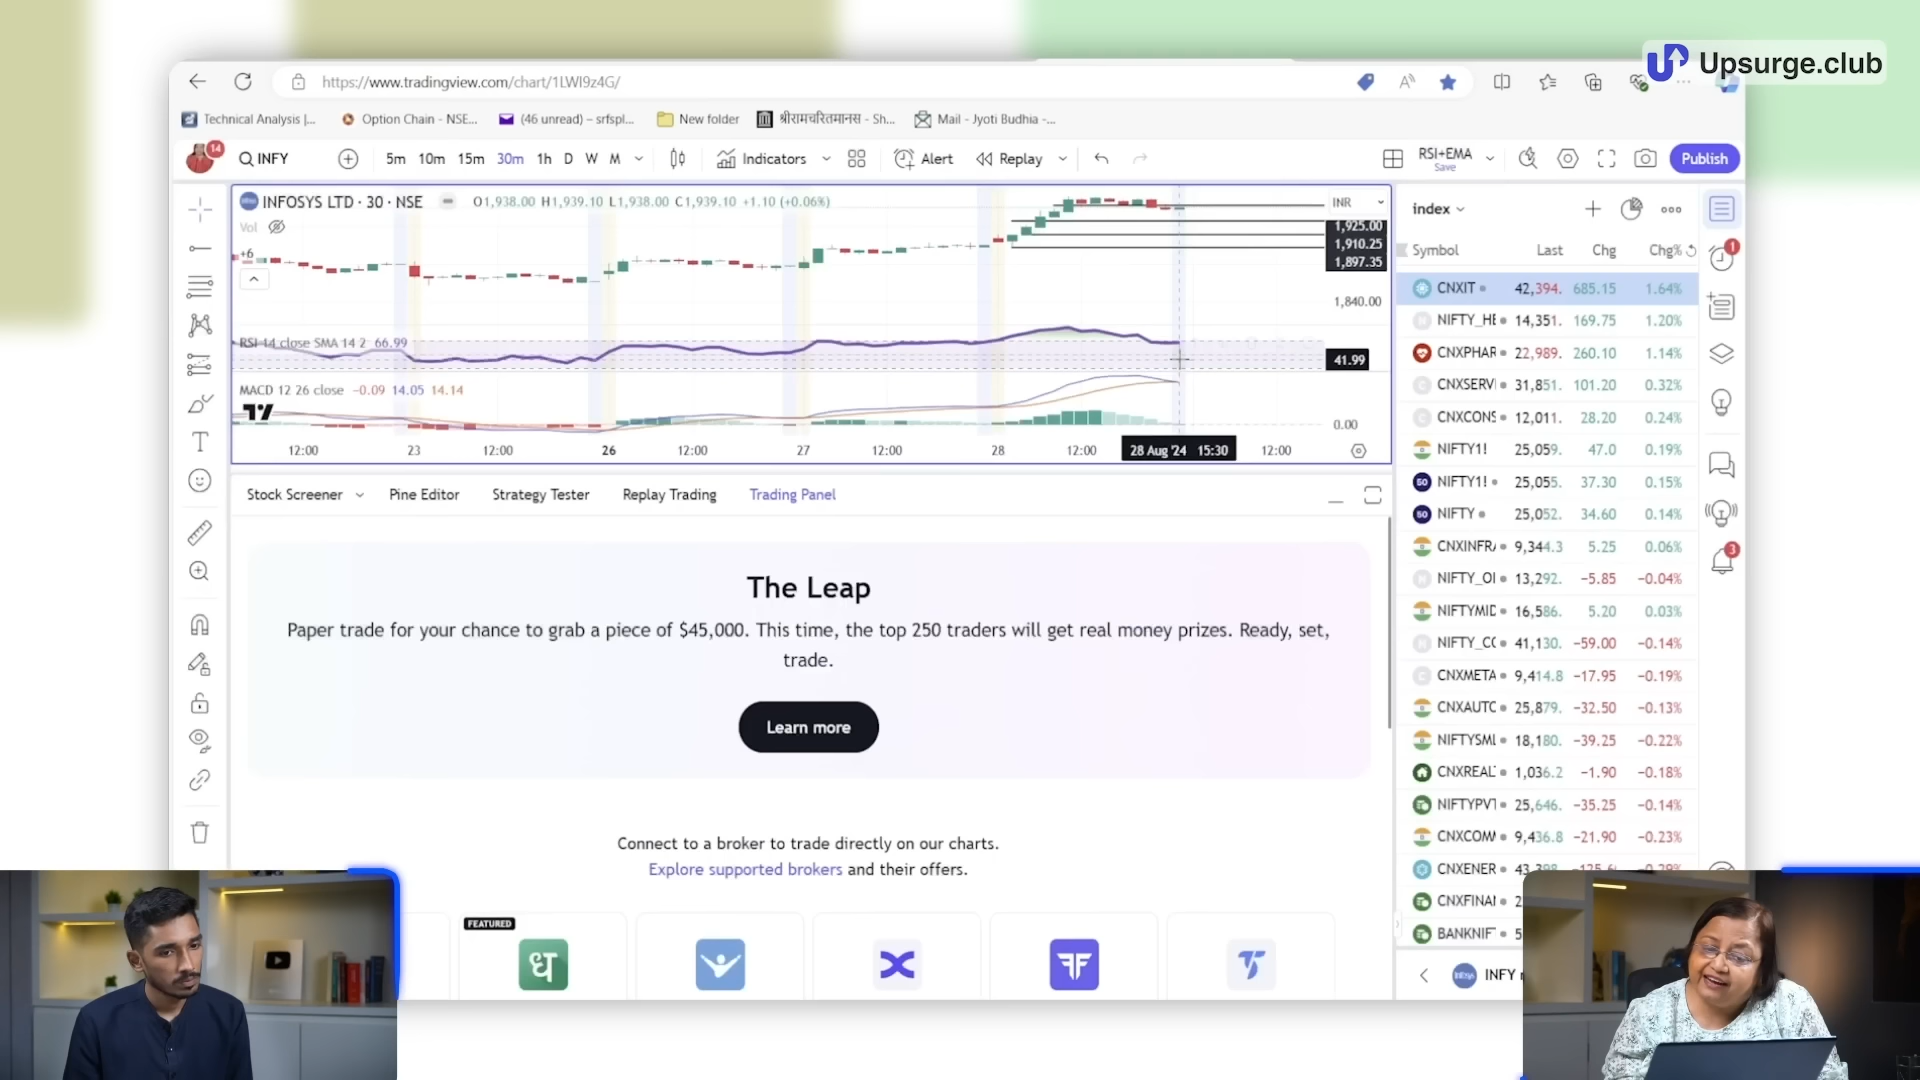 Upsurge.club
https://www.tradingview.com/chart/1LWI9z4G/
Technical Analysis |...
Option Chain - NSE...
(46 unread) – srfspl...
New folder
श्रीरामचरितमानस - Sh...
Mail - Jyoti Budhia -...
14
INFY
5m 10m 15m 30m 1h D W M
Indicators
Alert
Replay
RSI+EMA
Save
Publish
INFOSYS LTD · 30 · NSE
O1,938.00 H1,939.10 L1,938.00 C1,939.10 +1.10 (+0.06%)
INR
Vol
+6
1,925.00
1,910.25
1,897.35
1,840.00
RSI 14 close SMA 14 2 66.99
41.99
MACD 12 26 close −0.09 14.05 14.14
0.00
12:00 23 12:00 26 12:00 27 12:00 28 12:00 28 Aug '24 15:30 12:00
index
Symbol Last Chg Chg%
CNXIT 42,394. 685.15 1.64%
NIFTY_HE 14,351. 169.75 1.20%
CNXPHAR 22,989. 260.10 1.14%
CNXSERVI 31,851. 101.20 0.32%
CNXCONS 12,011. 28.20 0.24%
NIFTY1! 25,059. 47.0 0.19%
50 NIFTY1! 25,055. 37.30 0.15%
50 NIFTY 25,052. 34.60 0.14%
CNXINFRA 9,344.3 5.25 0.06%
NIFTY_OI 13,292. −5.85 −0.04%
NIFTYMID 16,586. 5.20 0.03%
NIFTY_CO 41,130. −59.00 −0.14%
CNXMETA 9,414.8 −17.95 −0.19%
CNXAUTO 25,879. −32.50 −0.13%
NIFTYSML 18,180. −39.25 −0.22%
CNXREAL 1,036.2 −1.90 −0.18%
NIFTYPVT 25,646. −35.25 −0.14%
CNXCOMM 9,436.8 −21.90 −0.23%
CNXENER
CNXFINAN 2
BANKNIFT 5
INFY
1
3
Stock Screener
Pine Editor
Strategy Tester
Replay Trading
Trading Panel
The Leap
Paper trade for your chance to grab a piece of $45,000. This time, the top 250 traders will get real money prizes. Ready, set,
trade.
Learn more
Connect to a broker to trade directly on our charts.
Explore supported brokers and their offers.
FEATURED
ध